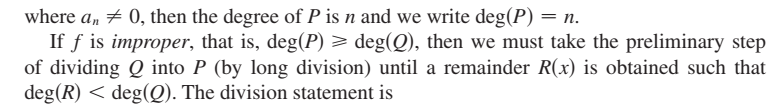 where aₙ ≠ 0, then the degree of P is n and we write deg(P) = n.
If f is improper, that is, deg(P) ≥ deg(Q), then we must take the preliminary step
of dividing Q into P (by long division) until a remainder R(x) is obtained such that
deg(R) < deg(Q). The division statement is